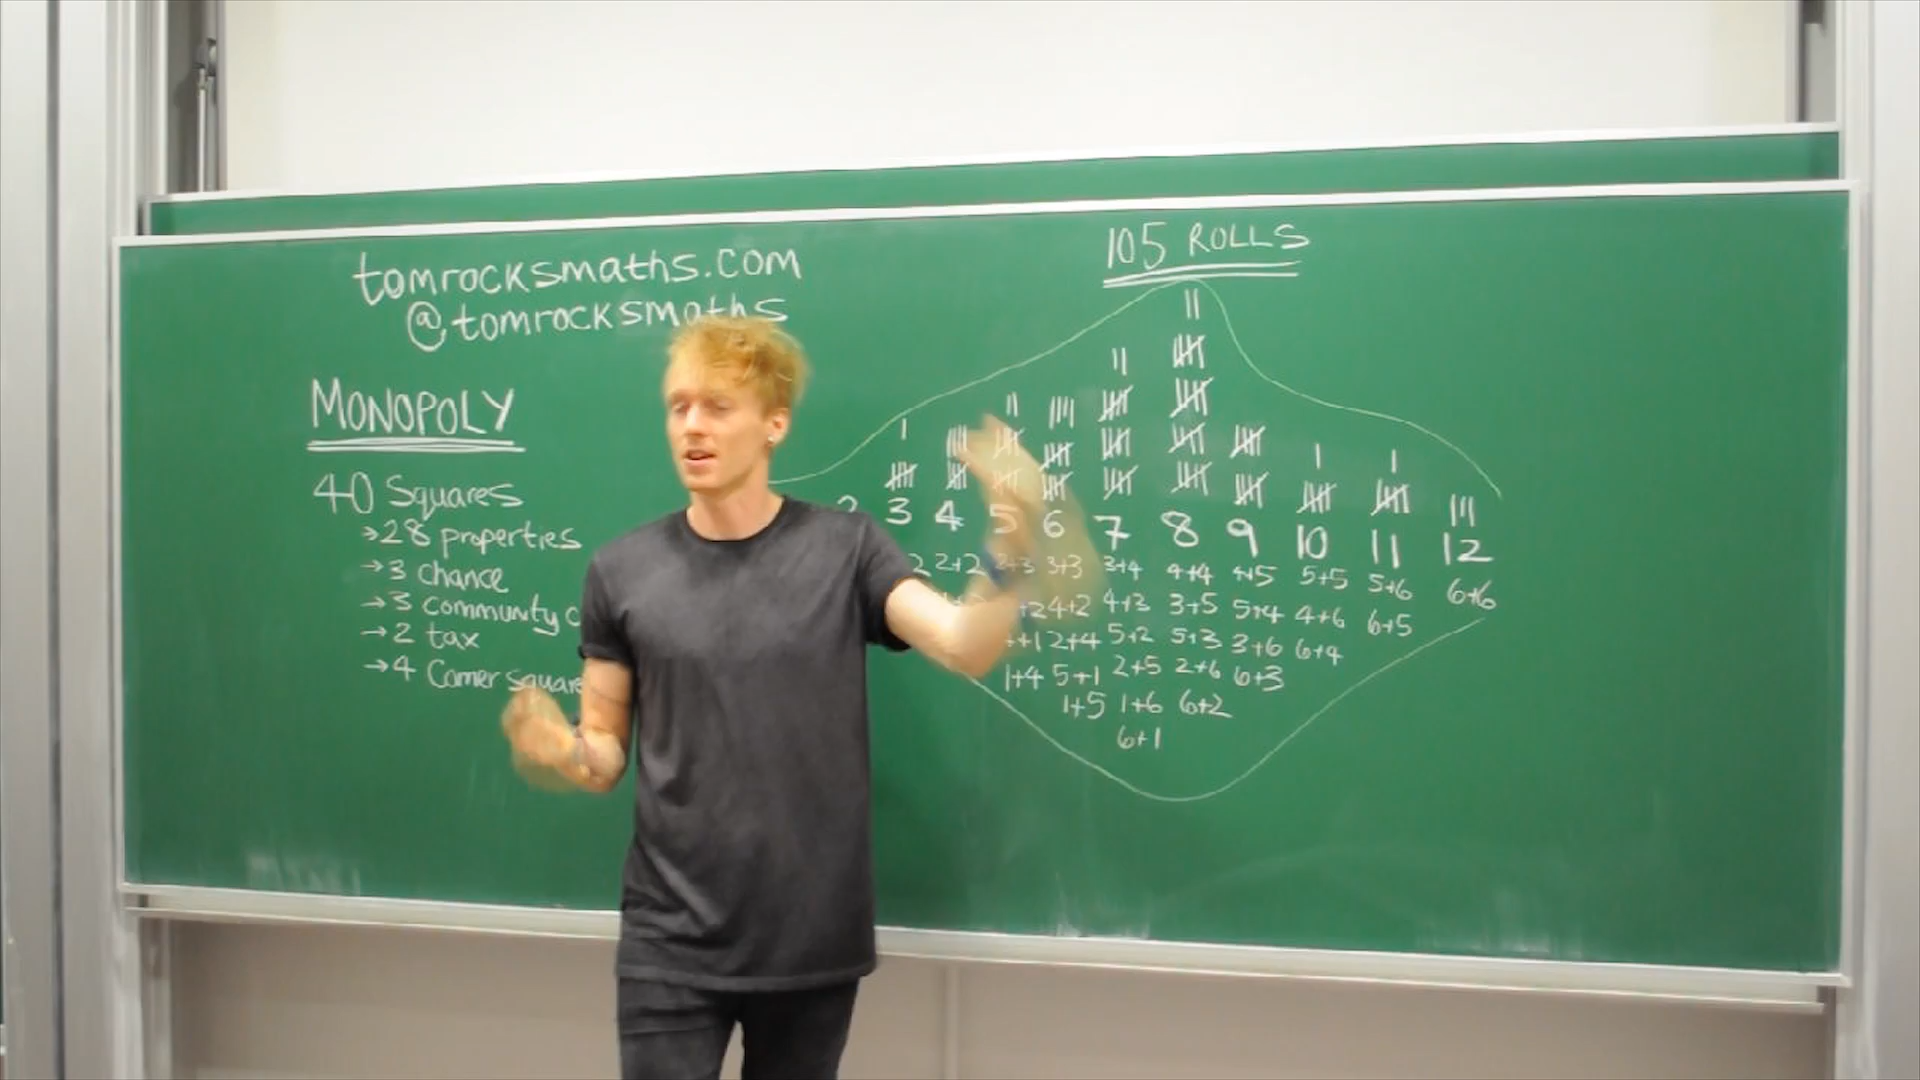 tomrocksmaths.com
@tomrocksmaths
MONOPOLY
40 Squares
→28 properties
→3 chance
→3 community
→2 tax
→4 Corner square
105 ROLLS
2 3 4 5 6 7 8 9 10 11 12
2+2 2+3 3+3 3+4 4+4 4+5 5+5 5+6 6+6
4+2 4+3 3+5 5+4 4+6 6+5
2+4 5+2 5+3 3+6 6+4
1+4 5+1 2+5 2+6 6+3
1+5 1+6 6+2
6+1